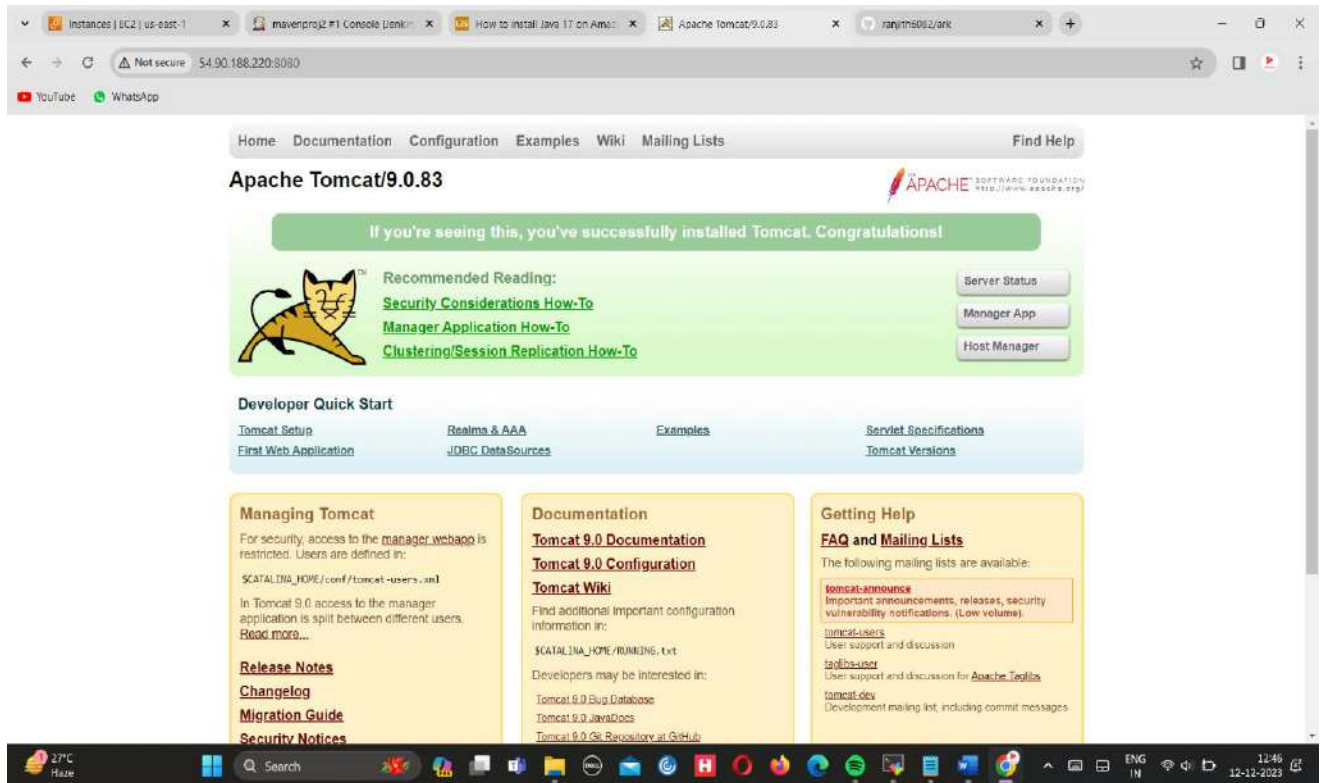 Instances | EC2 | us-east-1
mavenproj2 #1 Console [Jenkin
How to install Java 17 on Amaz
Apache Tomcat/9.0.83
ranjith6082/ark
Not secure 54.90.188.220:8080
YouTube WhatsApp
Home Documentation Configuration Examples Wiki Mailing Lists Find Help
Apache Tomcat/9.0.83
APACHE SOFTWARE FOUNDATION
http://www.apache.org/
If you're seeing this, you've successfully installed Tomcat. Congratulations!
TM
Recommended Reading:
Security Considerations How-To
Manager Application How-To
Clustering/Session Replication How-To
Server Status
Manager App
Host Manager
Developer Quick Start
Tomcat Setup
First Web Application
Realms & AAA
JDBC DataSources
Examples
Servlet Specifications
Tomcat Versions
Managing Tomcat
For security, access to the manager webapp is
restricted. Users are defined in:
$CATALINA_HOME/conf/tomcat-users.xml
In Tomcat 9.0 access to the manager
application is split between different users.
Read more...
Release Notes
Changelog
Migration Guide
Security Notices
Documentation
Tomcat 9.0 Documentation
Tomcat 9.0 Configuration
Tomcat Wiki
Find additional important configuration
information in:
$CATALINA_HOME/RUNNING.txt
Developers may be interested in:
Tomcat 9.0 Bug Database
Tomcat 9.0 JavaDocs
Tomcat 9.0 Git Repository at GitHub
Getting Help
FAQ and Mailing Lists
The following mailing lists are available:
tomcat-announce
Important announcements, releases, security
vulnerability notifications. (Low volume).
tomcat-users
User support and discussion
taglibs-user
User support and discussion for Apache Taglibs
tomcat-dev
Development mailing list, including commit messages
27°C
Haze
Search
DELL
ENG
IN
12:46
12-12-2023